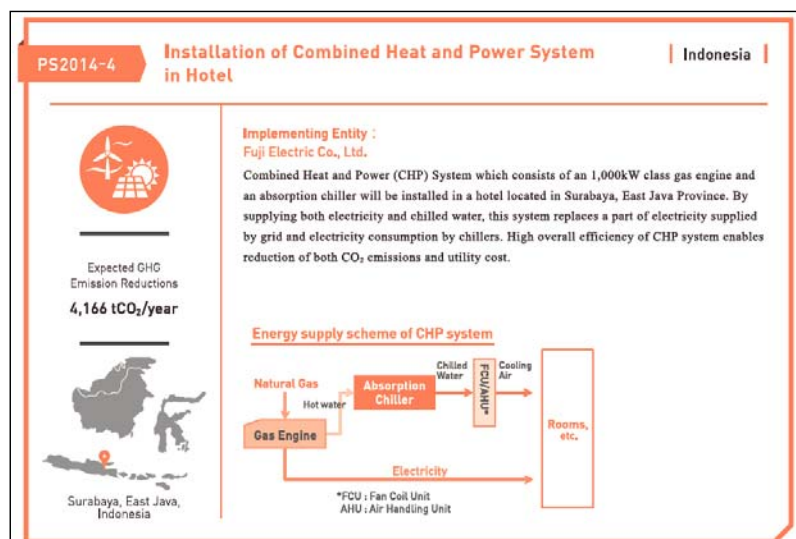 PS2014-4
Installation of Combined Heat and Power System
in Hotel
Indonesia
Expected GHG
Emission Reductions
4,166 tCO₂/year
Surabaya, East Java,
Indonesia
Implementing Entity :
Fuji Electric Co., Ltd.
Combined Heat and Power (CHP) System which consists of an 1,000kW class gas engine and
an absorption chiller will be installed in a hotel located in Surabaya, East Java Province. By
supplying both electricity and chilled water, this system replaces a part of electricity supplied
by grid and electricity consumption by chillers. High overall efficiency of CHP system enables
reduction of both CO₂ emissions and utility cost.
Energy supply scheme of CHP system
Natural Gas
Gas Engine
Hot water
Absorption
Chiller
Chilled
Water
FCU/AHU*
Cooling
Air
Rooms,
etc.
Electricity
*FCU : Fan Coil Unit
AHU : Air Handling Unit